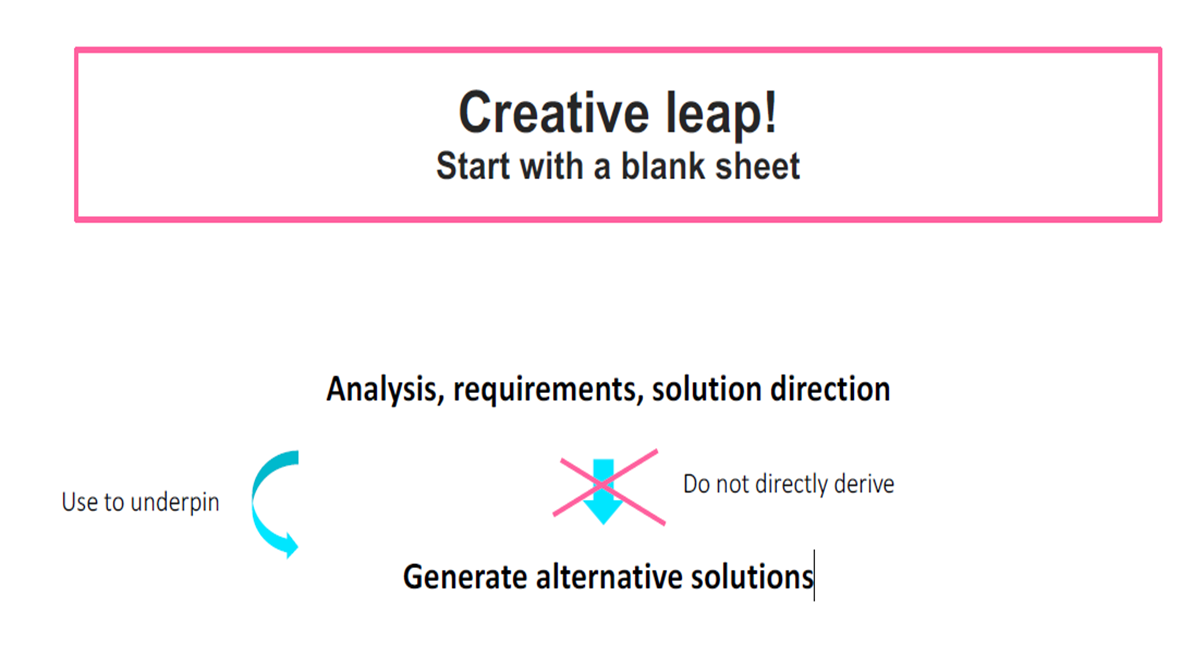 Creative leap!
Start with a blank sheet
Analysis, requirements, solution direction
Use to underpin
Do not directly derive
Generate alternative solutions